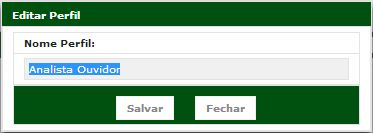 Editar Perfil
Nome Perfil:
Analista Ouvidor
Salvar Fechar